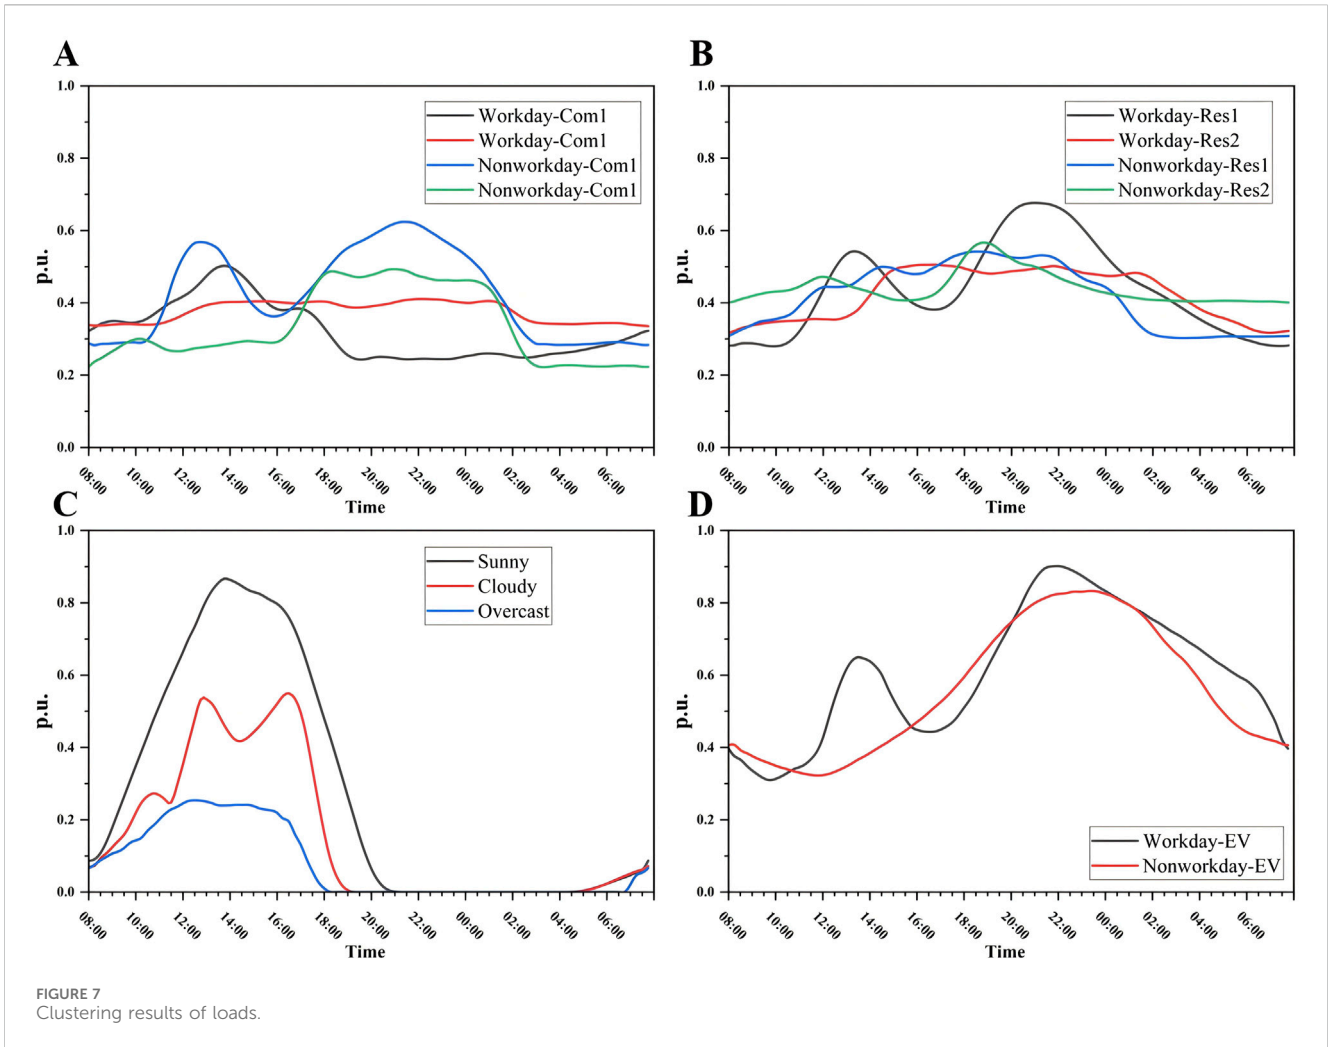 A
1.0
0.8
0.6
0.4
0.2
0.0
p.u.
Workday-Com1
Workday-Com1
Nonworkday-Com1
Nonworkday-Com1
08:00 10:00 12:00 14:00 16:00 18:00 20:00 22:00 00:00 02:00 04:00 06:00
Time
B
1.0
0.8
0.6
0.4
0.2
0.0
p.u.
Workday-Res1
Workday-Res2
Nonworkday-Res1
Nonworkday-Res2
08:00 10:00 12:00 14:00 16:00 18:00 20:00 22:00 00:00 02:00 04:00 06:00
Time
C
1.0
0.8
0.6
0.4
0.2
0.0
p.u.
Sunny
Cloudy
Overcast
08:00 10:00 12:00 14:00 16:00 18:00 20:00 22:00 00:00 02:00 04:00 06:00
Time
D
1.0
0.8
0.6
0.4
0.2
0.0
p.u.
Workday-EV
Nonworkday-EV
08:00 10:00 12:00 14:00 16:00 18:00 20:00 22:00 00:00 02:00 04:00 06:00
Time
FIGURE 7
Clustering results of loads.